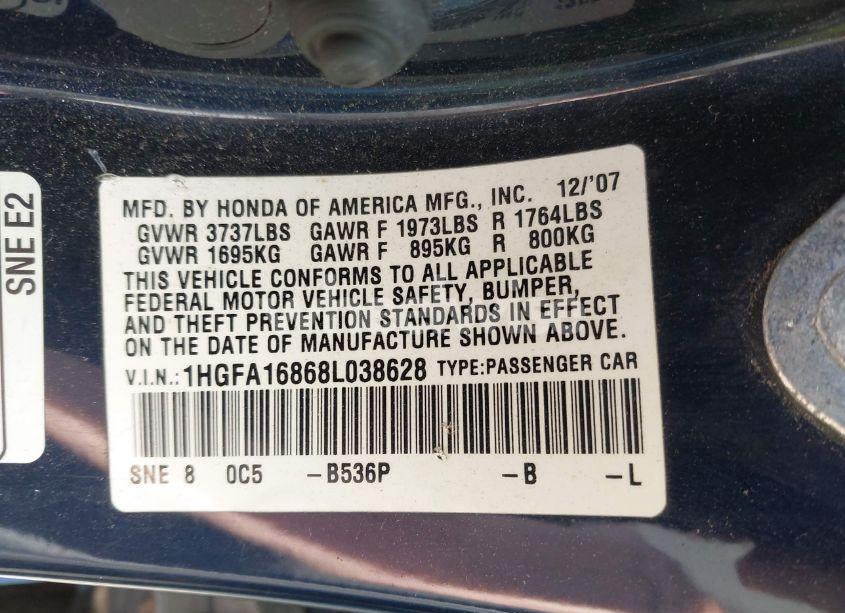 MFD. BY HONDA OF AMERICA MFG., INC. 12/'07
GVWR 3737LBS GAWR F 1973LBS R 1764LBS
GVWR 1695KG GAWR F 895KG R 800KG
THIS VEHICLE CONFORMS TO ALL APPLICABLE
FEDERAL MOTOR VEHICLE SAFETY, BUMPER,
AND THEFT PREVENTION STANDARDS IN EFFECT
ON THE DATE OF MANUFACTURE SHOWN ABOVE.
V.I.N.: 1HGFA16868L038628 TYPE:PASSENGER CAR
SNE 8 0C5 -B536P -B -L
SNE E2